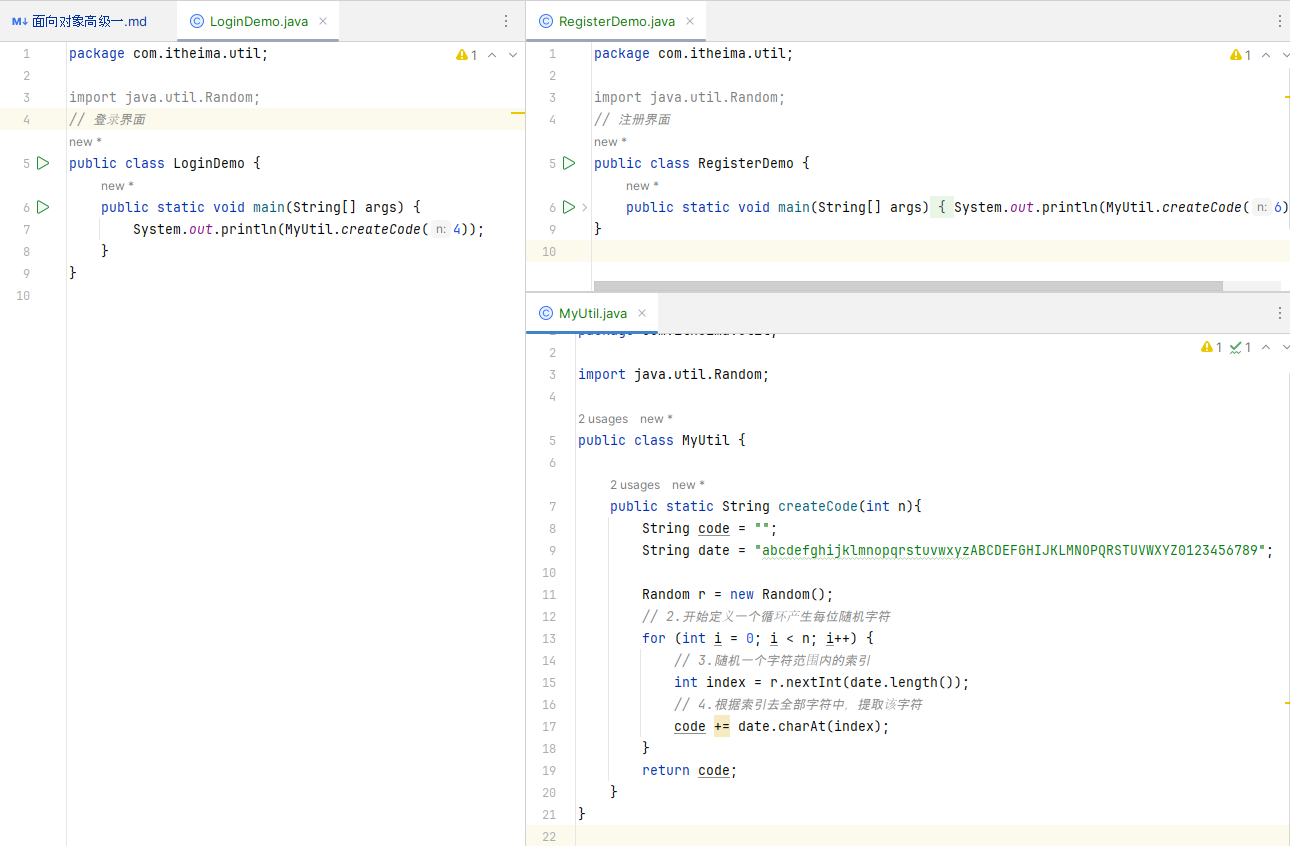 M↓ 面向对象高级一.md
LoginDemo.java
1 package com.itheima.util;
1
2
3 import java.util.Random;
4 // 登录界面
new *
5 public class LoginDemo {
new *
6 public static void main(String[] args) {
7 System.out.println(MyUtil.createCode( n: 4));
8 }
9 }
10
RegisterDemo.java
1 package com.itheima.util;
1
2
3 import java.util.Random;
4 // 注册界面
new *
5 public class RegisterDemo {
new *
6 public static void main(String[] args) { System.out.println(MyUtil.createCode( n: 6)
9 }
10
MyUtil.java
1 1
2
3 import java.util.Random;
4
2 usages new *
5 public class MyUtil {
6
2 usages new *
7 public static String createCode(int n){
8 String code = "";
9 String date = "abcdefghijklmnopqrstuvwxyzABCDEFGHIJKLMNOPQRSTUVWXYZ0123456789";
10
11 Random r = new Random();
12 // 2.开始定义一个循环产生每位随机字符
13 for (int i = 0; i < n; i++) {
14 // 3.随机一个字符范围内的索引
15 int index = r.nextInt(date.length());
16 // 4.根据索引去全部字符中，提取该字符
17 code += date.charAt(index);
18 }
19 return code;
20 }
21 }
22